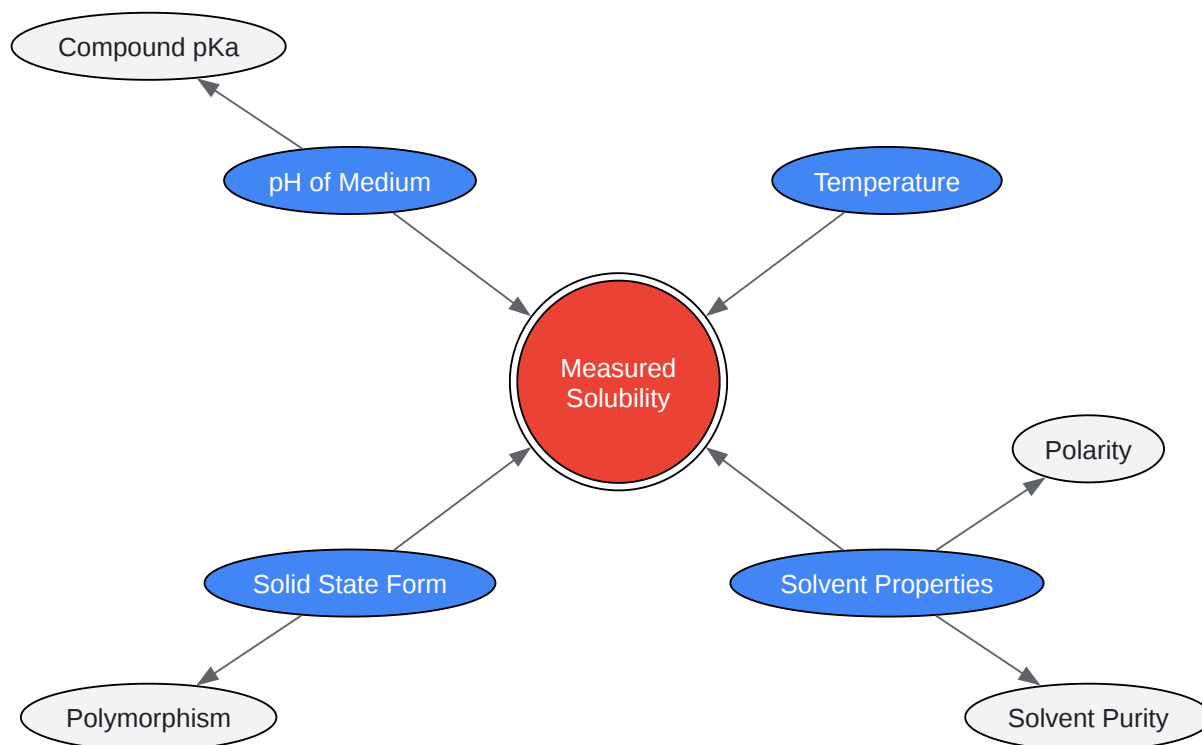 Compound pKa
pH of Medium
Temperature
Measured
Solubility
Polarity
Solid State Form
Solvent Properties
Polymorphism
Solvent Purity